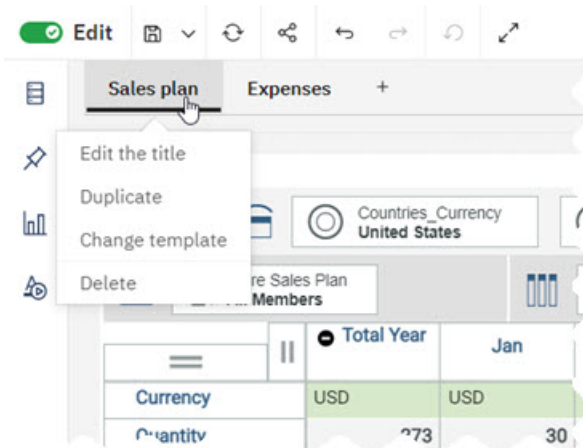 Edit
Sales plan
Expenses
+
Edit the title
Duplicate
Change template
Delete
Countries_Currency
United States
re Sales Plan
Members
Total Year
Jan
Currency
USD
USD
Quantity
273
30